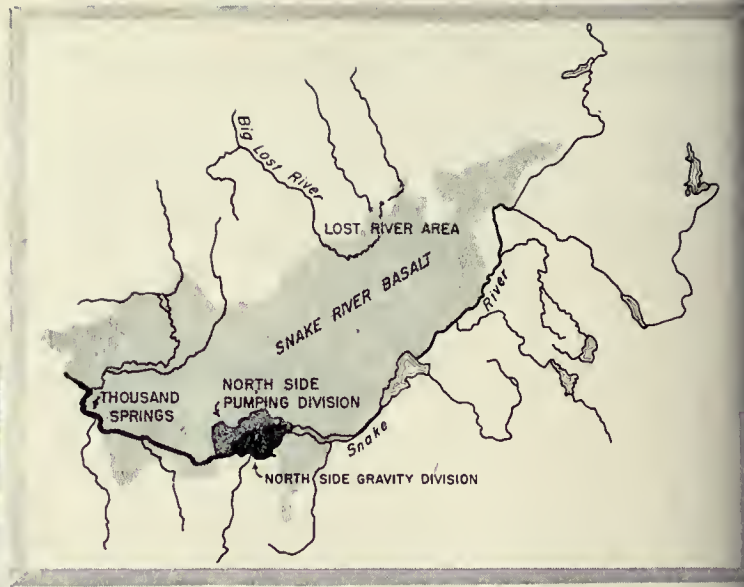 Big Lost River
LOST RIVER AREA
SNAKE RIVER BASALT
River
NORTH SIDE
PUMPING DIVISION
THOUSAND
SPRINGS
Snake
NORTH SIDE GRAVITY DIVISION